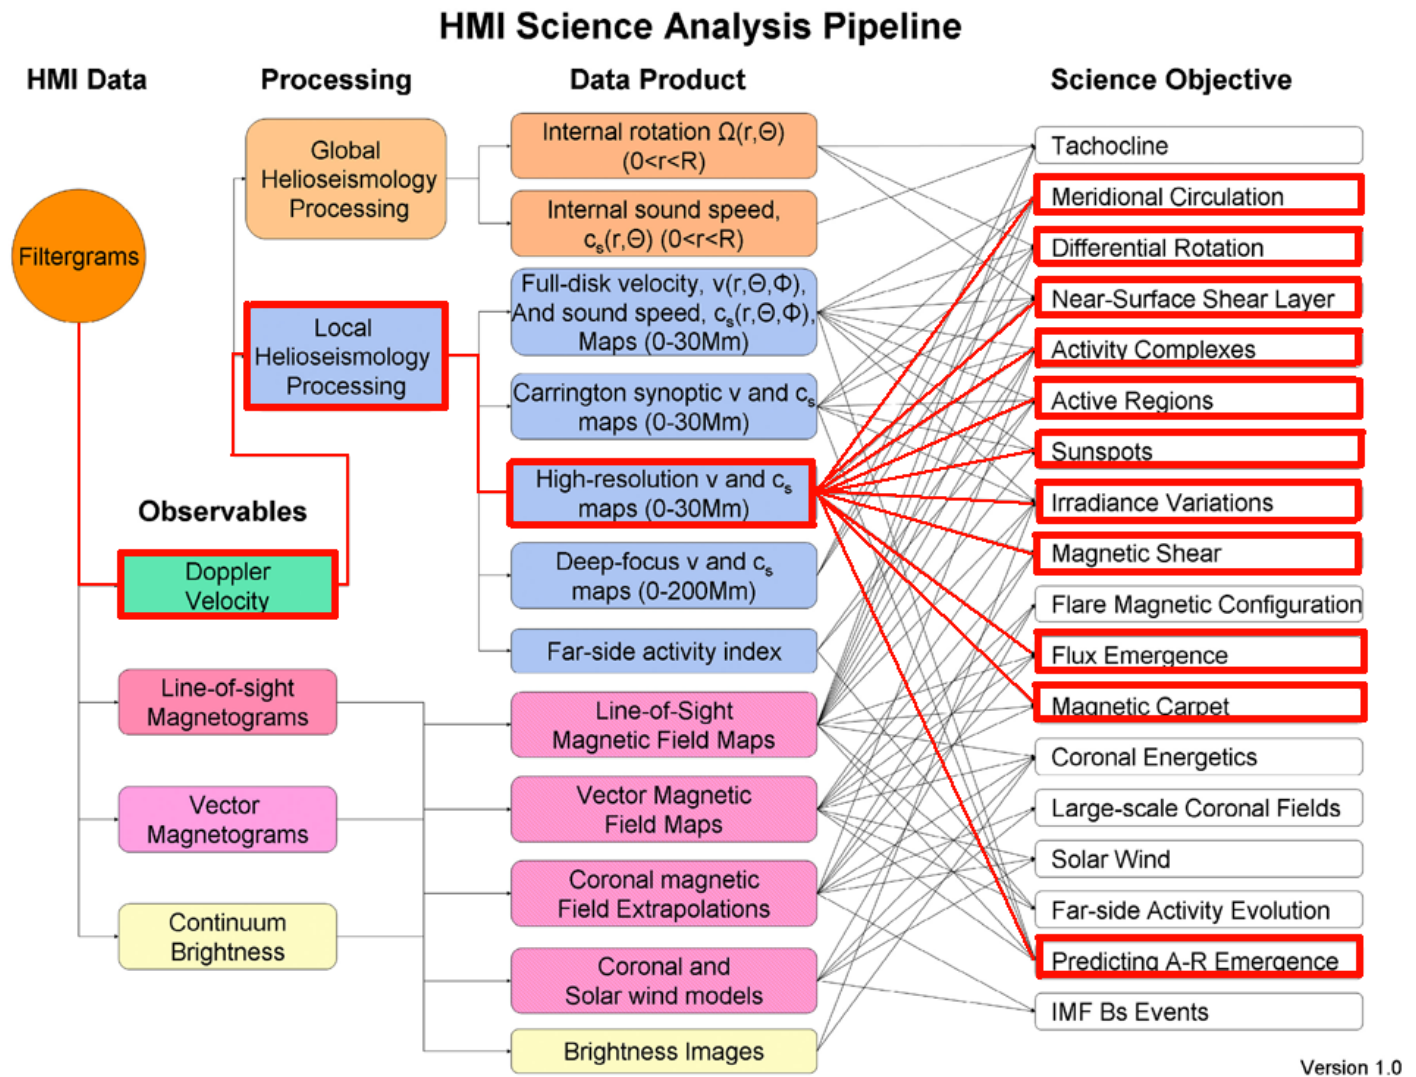 HMI Science Analysis Pipeline
HMI Data
Processing
Data Product
Science Objective
Filtergrams
Observables
Doppler
Velocity
Line-of-sight
Magnetograms
Vector
Magnetograms
Continuum
Brightness
Global
Helioseismology
Processing
Local
Helioseismology
Processing
Internal rotation Ω(r,Θ)
(0<r<R)
Internal sound speed,
cs(r,Θ) (0<r<R)
Full-disk velocity, v(r,Θ,Φ),
And sound speed, cs(r,Θ,Φ),
Maps (0-30Mm)
Carrington synoptic v and cs
maps (0-30Mm)
High-resolution v and cs
maps (0-30Mm)
Deep-focus v and cs
maps (0-200Mm)
Far-side activity index
Line-of-Sight
Magnetic Field Maps
Vector Magnetic
Field Maps
Coronal magnetic
Field Extrapolations
Coronal and
Solar wind models
Brightness Images
Tachocline
Meridional Circulation
Differential Rotation
Near-Surface Shear Layer
Activity Complexes
Active Regions
Sunspots
Irradiance Variations
Magnetic Shear
Flare Magnetic Configuration
Flux Emergence
Magnetic Carpet
Coronal Energetics
Large-scale Coronal Fields
Solar Wind
Far-side Activity Evolution
Predicting A-R Emergence
IMF Bs Events
Version 1.0